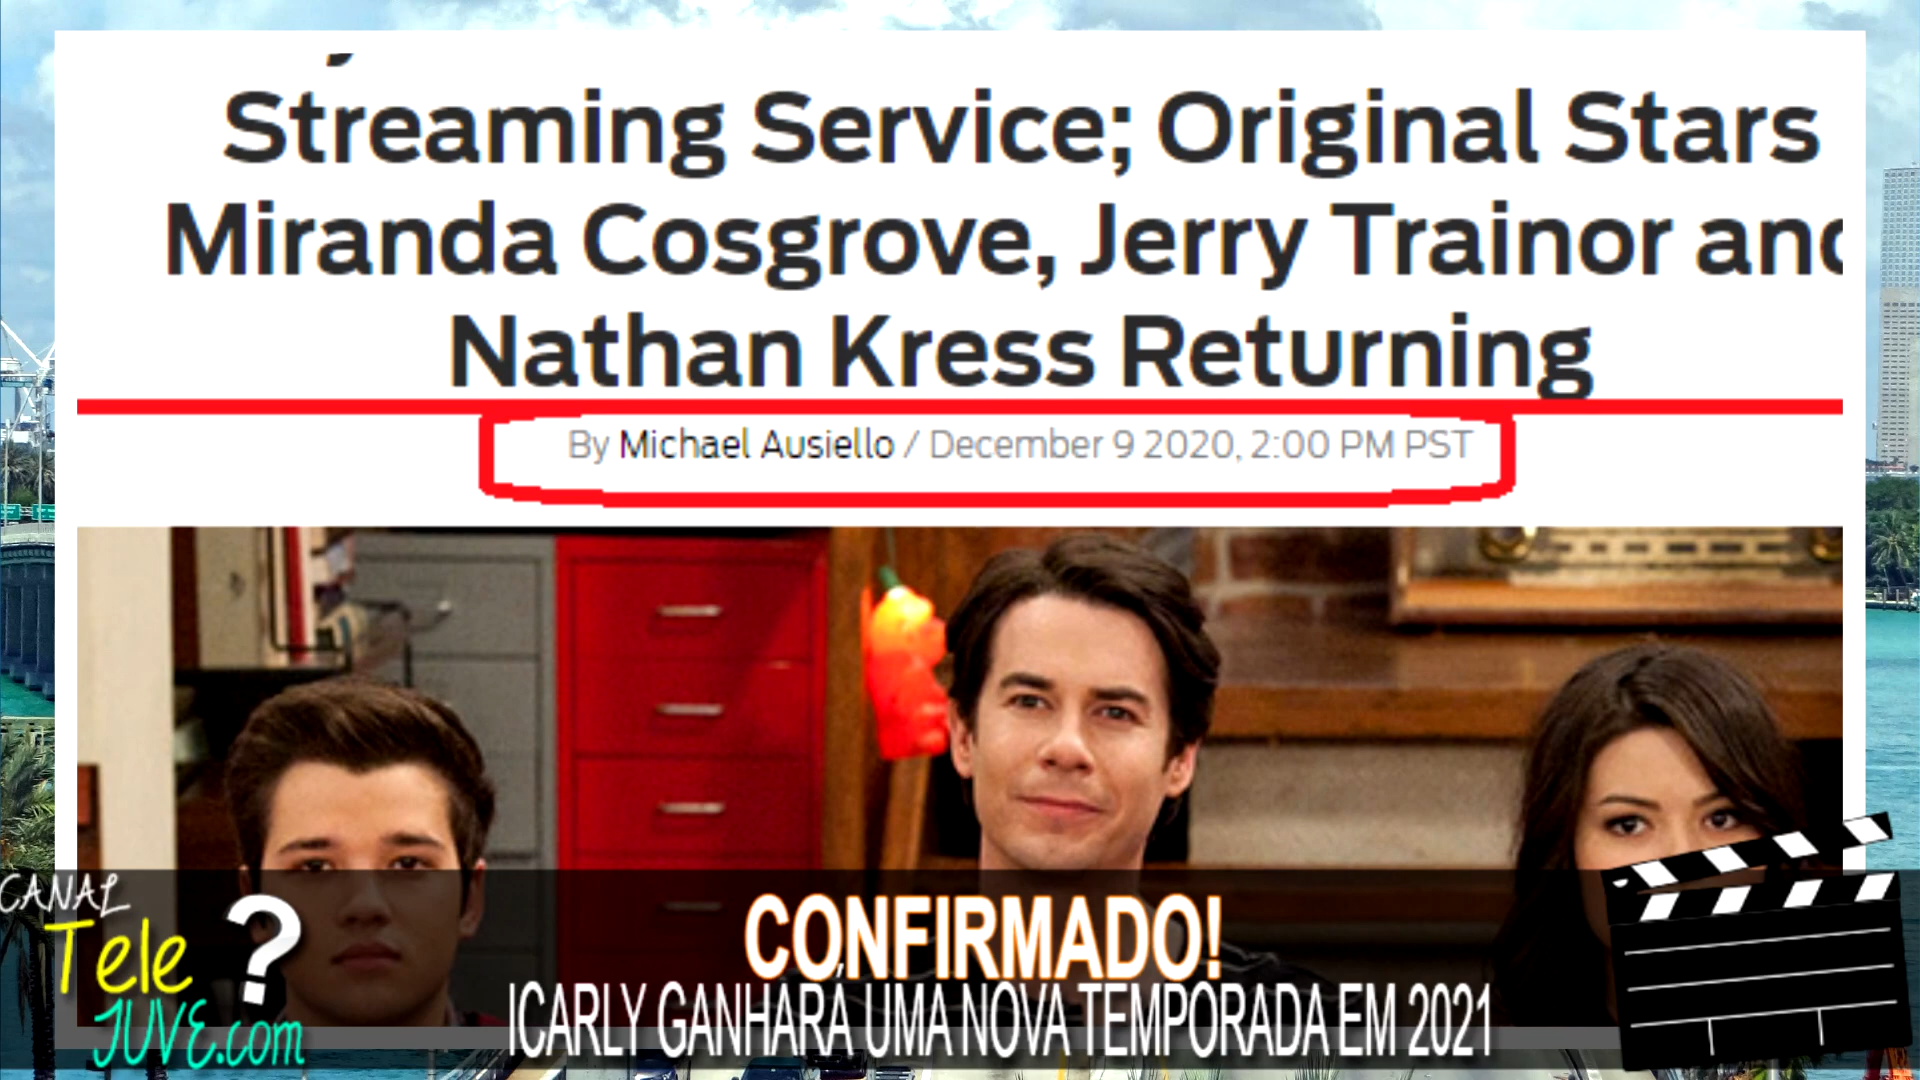 Streaming Service; Original Stars
Miranda Cosgrove, Jerry Trainor and
Nathan Kress Returning
By Michael Ausiello / December 9 2020, 2:00 PM PST
CANAL
Tele ?
JUVE.com
CONFIRMADO!
ICARLY GANHARÁ UMA NOVA TEMPORADA EM 2021